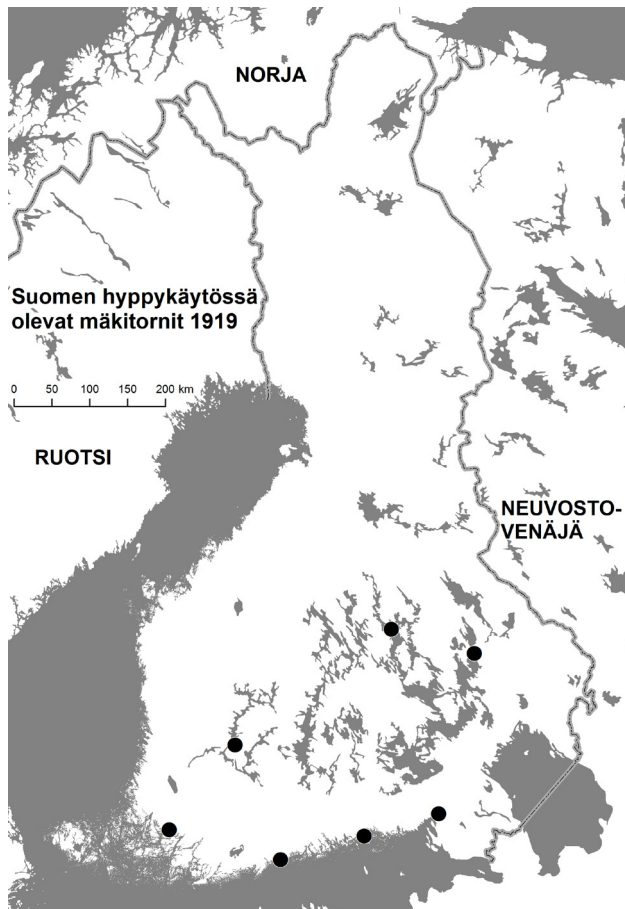 NORJA
Suomen hyppykäytössä
olevat mäkitornit 1919
0 50 100 150 200 km
RUOTSI
NEUVOSTO-
VENÄJÄ